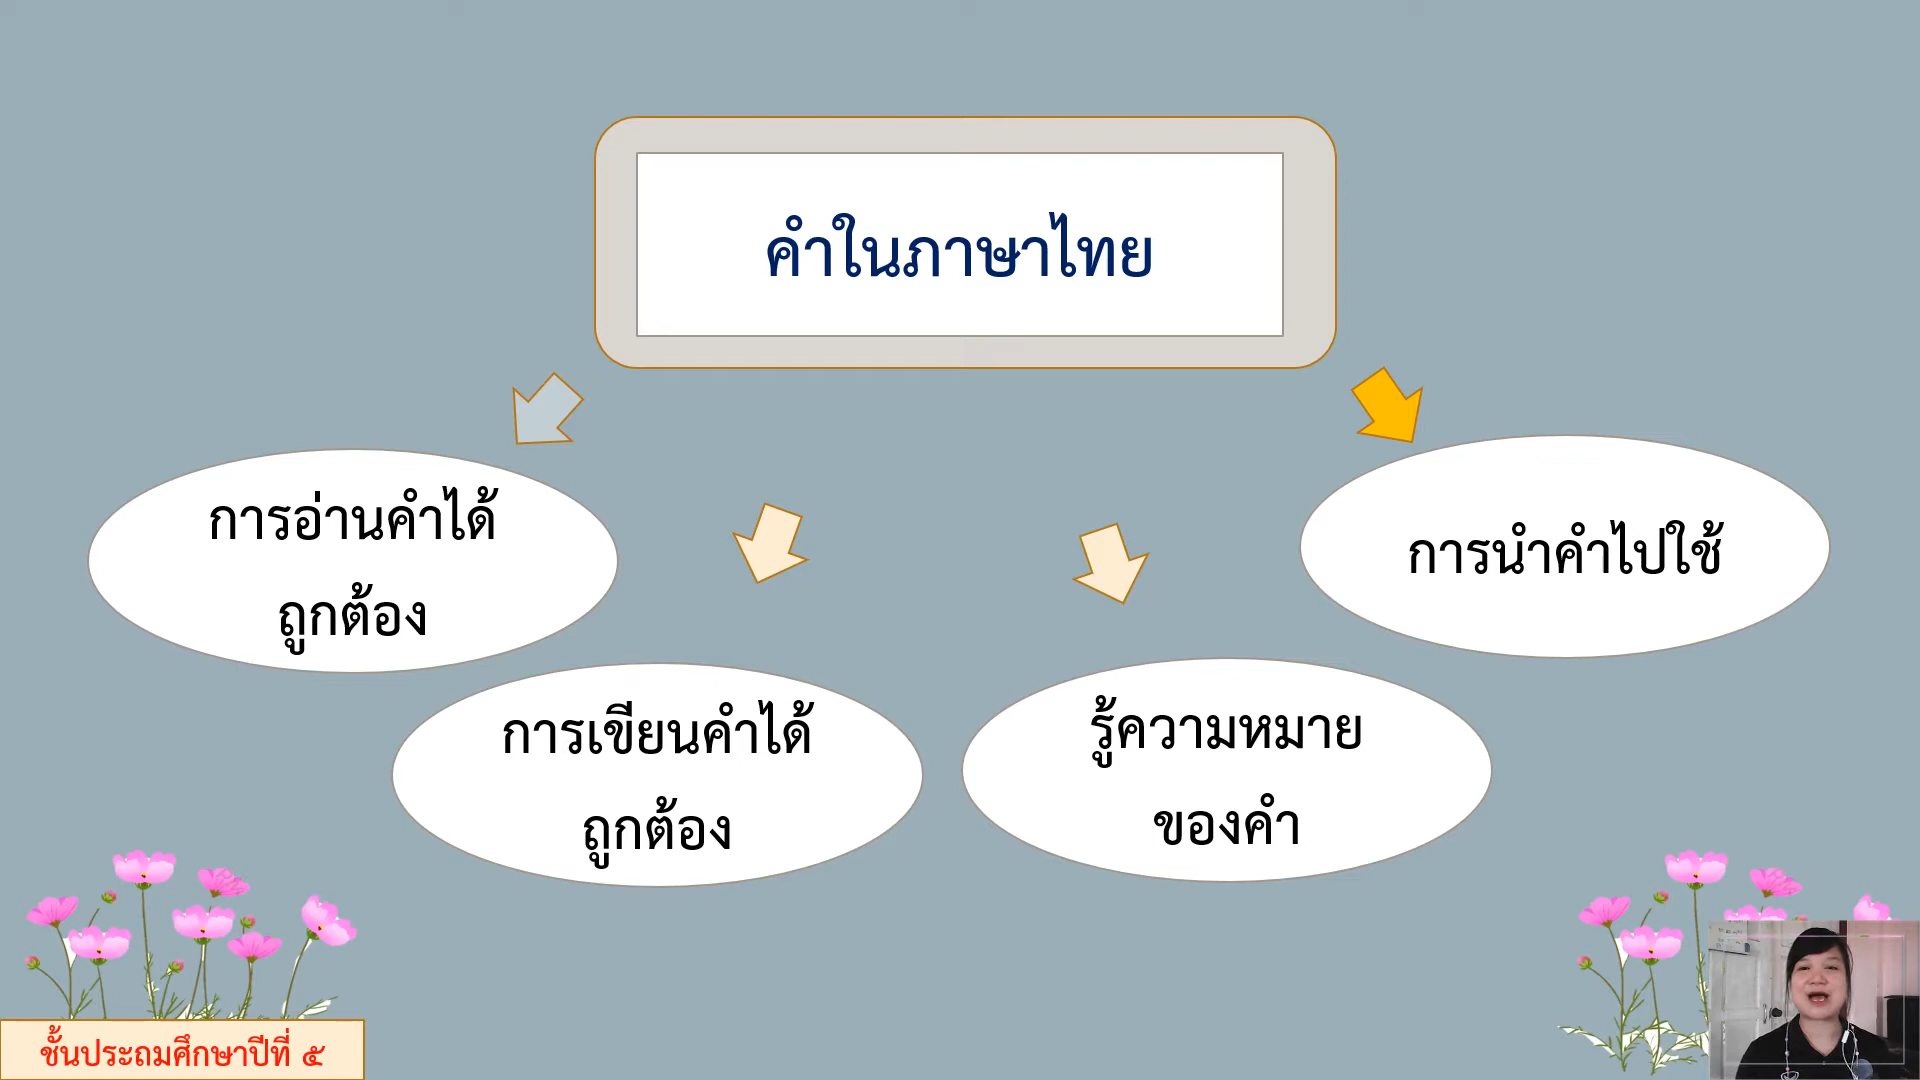 คำในภาษาไทย
การอ่านคำได้
ถูกต้อง
การเขียนคำได้
ถูกต้อง
รู้ความหมาย
ของคำ
การนำคำไปใช้
ชั้นประถมศึกษาปีที่ ๕